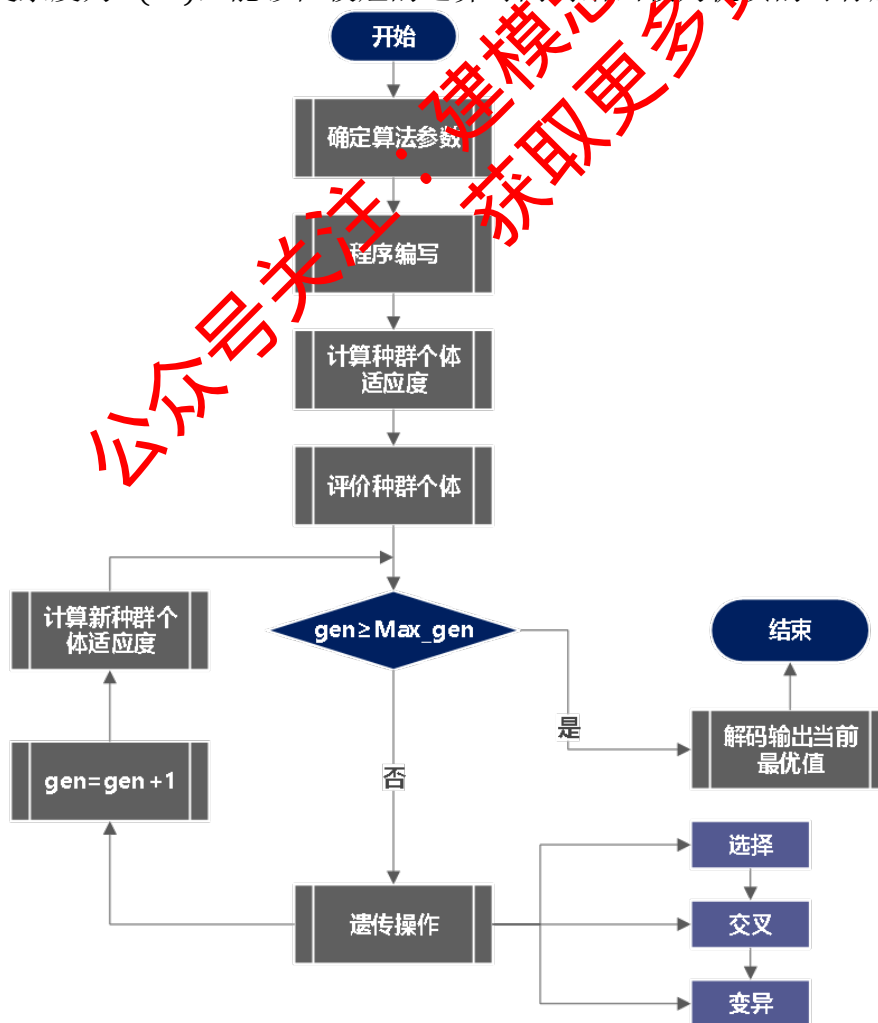 开始
确定算法参数
程序编写
计算种群个体
适应度
评价种群个体
计算新种群个
体适应度
gen≥Max_gen
结束
是
解码输出当前
最优值
gen=gen +1
否
选择
遗传操作
交叉
变异
公众号关注：建模
获取更多